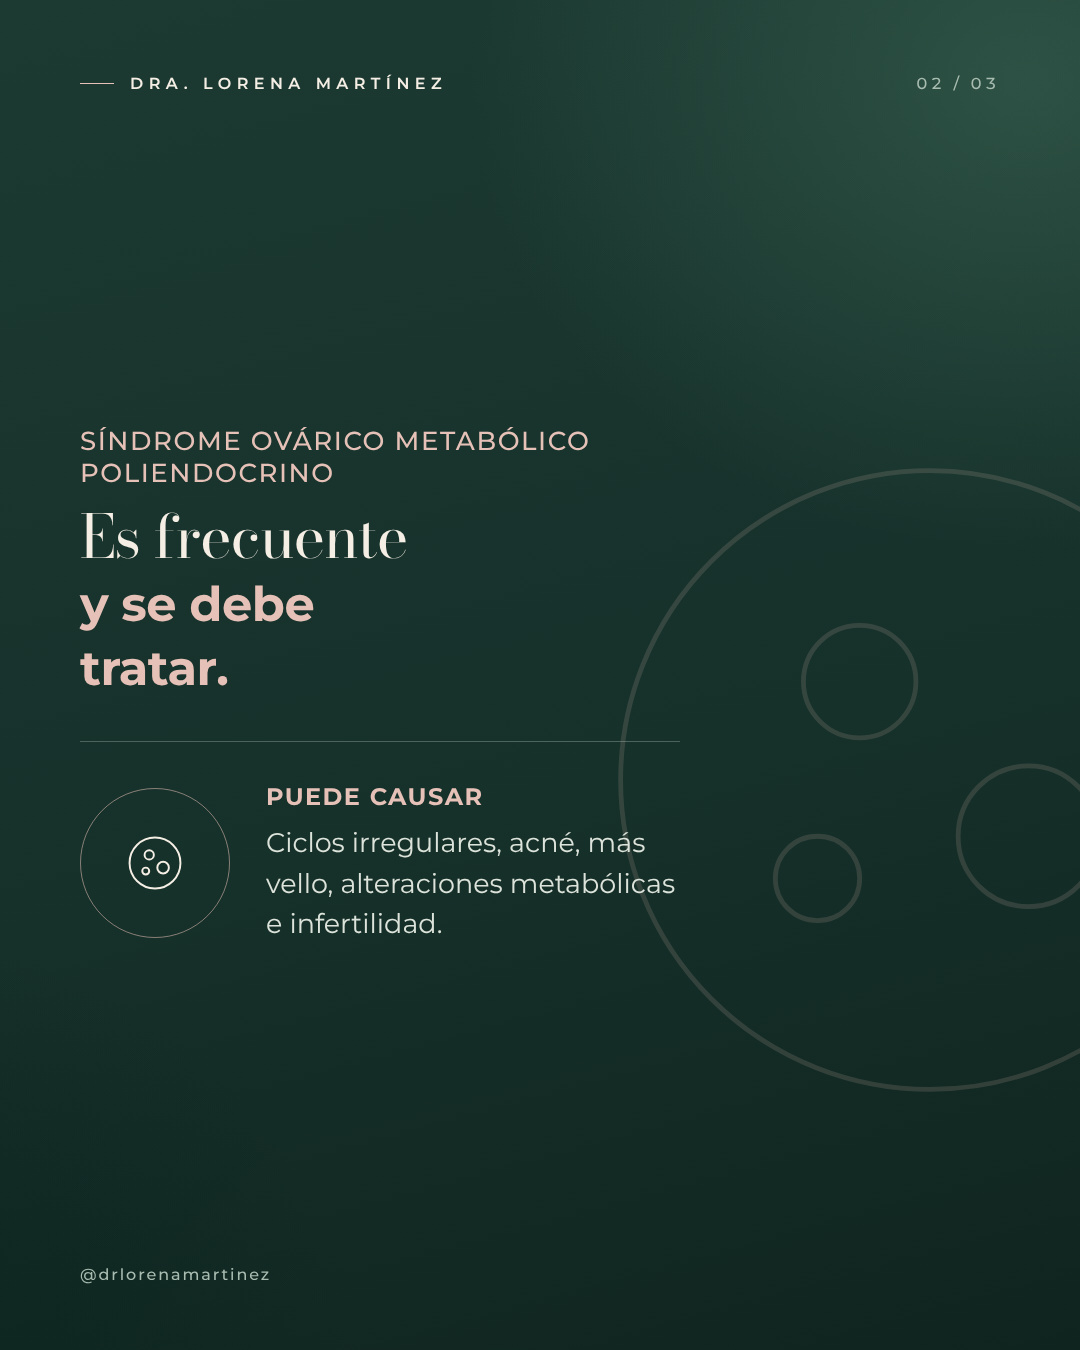 DRA. LORENA MARTÍNEZ
02 / 03
SÍNDROME OVÁRICO METABÓLICO
POLIENDOCRINO
Es frecuente
y se debe
tratar.
PUEDE CAUSAR
Ciclos irregulares, acné, más
vello, alteraciones metabólicas
e infertilidad.
@drlorenamartinez